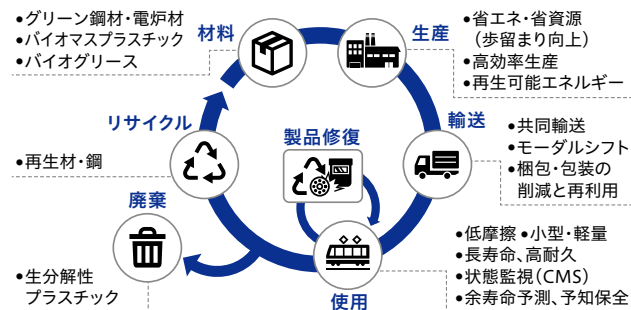 材料
•グリーン鋼材・電炉材
•バイオマスプラスチック
•バイオグリース
生産
•省エネ・省資源
（歩留まり向上）
•高効率生産
•再生可能エネルギー
輸送
•共同輸送
•モーダルシフト
•梱包・包装の
削減と再利用
製品修復
使用
•低摩擦 •小型・軽量
•長寿命、高耐久
•状態監視（CMS）
•余寿命予測、予知保全
リサイクル
•再生材・鋼
廃棄
•生分解性
プラスチック